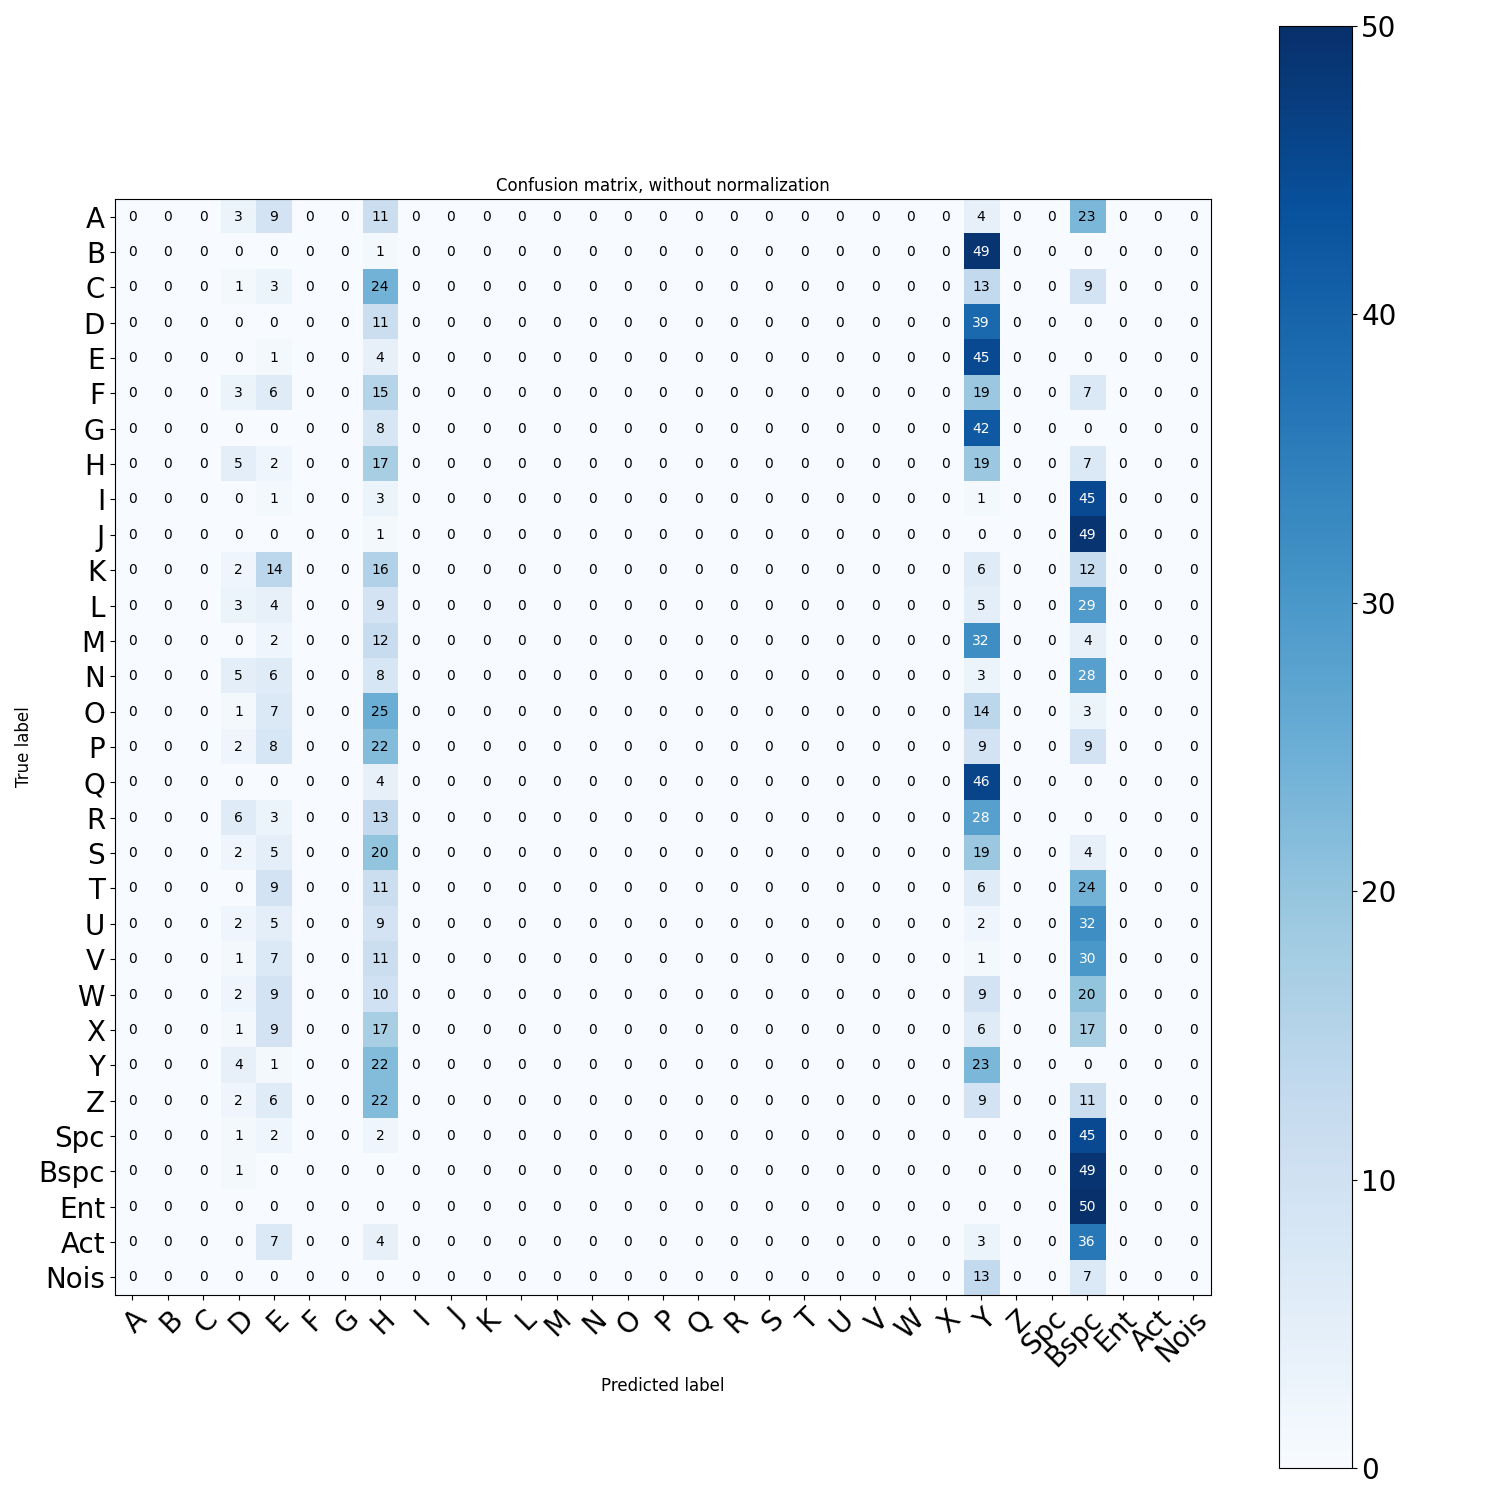 Confusion matrix, without normalization
A 0 0 0 3 9 0 0 11 0 0 0 0 0 0 0 0 0 0 0 0 0 0 0 0 4 0 0 23 0 0 0
B 0 0 0 0 0 0 0 1 0 0 0 0 0 0 0 0 0 0 0 0 0 0 0 0 49 0 0 0 0 0 0
C 0 0 0 1 3 0 0 24 0 0 0 0 0 0 0 0 0 0 0 0 0 0 0 0 13 0 0 9 0 0 0
D 0 0 0 0 0 0 0 11 0 0 0 0 0 0 0 0 0 0 0 0 0 0 0 0 39 0 0 0 0 0 0
E 0 0 0 0 1 0 0 4 0 0 0 0 0 0 0 0 0 0 0 0 0 0 0 0 45 0 0 0 0 0 0
F 0 0 0 3 6 0 0 15 0 0 0 0 0 0 0 0 0 0 0 0 0 0 0 0 19 0 0 7 0 0 0
G 0 0 0 0 0 0 0 8 0 0 0 0 0 0 0 0 0 0 0 0 0 0 0 0 42 0 0 0 0 0 0
H 0 0 0 5 2 0 0 17 0 0 0 0 0 0 0 0 0 0 0 0 0 0 0 0 19 0 0 7 0 0 0
I 0 0 0 0 1 0 0 3 0 0 0 0 0 0 0 0 0 0 0 0 0 0 0 0 1 0 0 45 0 0 0
J 0 0 0 0 0 0 0 1 0 0 0 0 0 0 0 0 0 0 0 0 0 0 0 0 0 0 0 49 0 0 0
K 0 0 0 2 14 0 0 16 0 0 0 0 0 0 0 0 0 0 0 0 0 0 0 0 6 0 0 12 0 0 0
L 0 0 0 3 4 0 0 9 0 0 0 0 0 0 0 0 0 0 0 0 0 0 0 0 5 0 0 29 0 0 0
M 0 0 0 0 2 0 0 12 0 0 0 0 0 0 0 0 0 0 0 0 0 0 0 0 32 0 0 4 0 0 0
N 0 0 0 5 6 0 0 8 0 0 0 0 0 0 0 0 0 0 0 0 0 0 0 0 3 0 0 28 0 0 0
O 0 0 0 1 7 0 0 25 0 0 0 0 0 0 0 0 0 0 0 0 0 0 0 0 14 0 0 3 0 0 0
P 0 0 0 2 8 0 0 22 0 0 0 0 0 0 0 0 0 0 0 0 0 0 0 0 9 0 0 9 0 0 0
Q 0 0 0 0 0 0 0 4 0 0 0 0 0 0 0 0 0 0 0 0 0 0 0 0 46 0 0 0 0 0 0
R 0 0 0 6 3 0 0 13 0 0 0 0 0 0 0 0 0 0 0 0 0 0 0 0 28 0 0 0 0 0 0
S 0 0 0 2 5 0 0 20 0 0 0 0 0 0 0 0 0 0 0 0 0 0 0 0 19 0 0 4 0 0 0
T 0 0 0 0 9 0 0 11 0 0 0 0 0 0 0 0 0 0 0 0 0 0 0 0 6 0 0 24 0 0 0
U 0 0 0 2 5 0 0 9 0 0 0 0 0 0 0 0 0 0 0 0 0 0 0 0 2 0 0 32 0 0 0
V 0 0 0 1 7 0 0 11 0 0 0 0 0 0 0 0 0 0 0 0 0 0 0 0 1 0 0 30 0 0 0
W 0 0 0 2 9 0 0 10 0 0 0 0 0 0 0 0 0 0 0 0 0 0 0 0 9 0 0 20 0 0 0
X 0 0 0 1 9 0 0 17 0 0 0 0 0 0 0 0 0 0 0 0 0 0 0 0 6 0 0 17 0 0 0
Y 0 0 0 4 1 0 0 22 0 0 0 0 0 0 0 0 0 0 0 0 0 0 0 0 23 0 0 0 0 0 0
Z 0 0 0 2 6 0 0 22 0 0 0 0 0 0 0 0 0 0 0 0 0 0 0 0 9 0 0 11 0 0 0
Spc 0 0 0 1 2 0 0 2 0 0 0 0 0 0 0 0 0 0 0 0 0 0 0 0 0 0 0 45 0 0 0
Bspc 0 0 0 1 0 0 0 0 0 0 0 0 0 0 0 0 0 0 0 0 0 0 0 0 0 0 0 49 0 0 0
Ent 0 0 0 0 0 0 0 0 0 0 0 0 0 0 0 0 0 0 0 0 0 0 0 0 0 0 0 50 0 0 0
Act 0 0 0 0 7 0 0 4 0 0 0 0 0 0 0 0 0 0 0 0 0 0 0 0 3 0 0 36 0 0 0
Nois 0 0 0 0 0 0 0 0 0 0 0 0 0 0 0 0 0 0 0 0 0 0 0 0 13 0 0 7 0 0 0
A B C D E F G H I J K L M N O P Q R S T U V W X Y Z Spc Bspc Ent Act Nois
Predicted label
True label
50
40
30
20
10
0